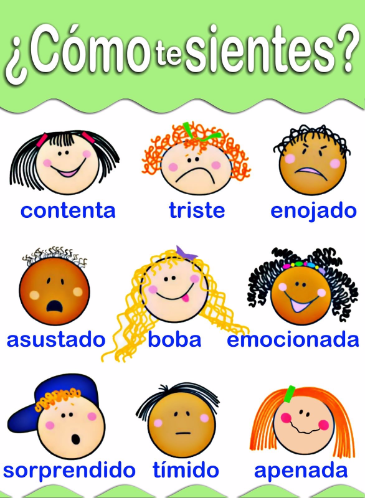 ¿Cómo te sientes?
contenta triste enojado
asustado boba emocionada
sorprendido tímido apenada